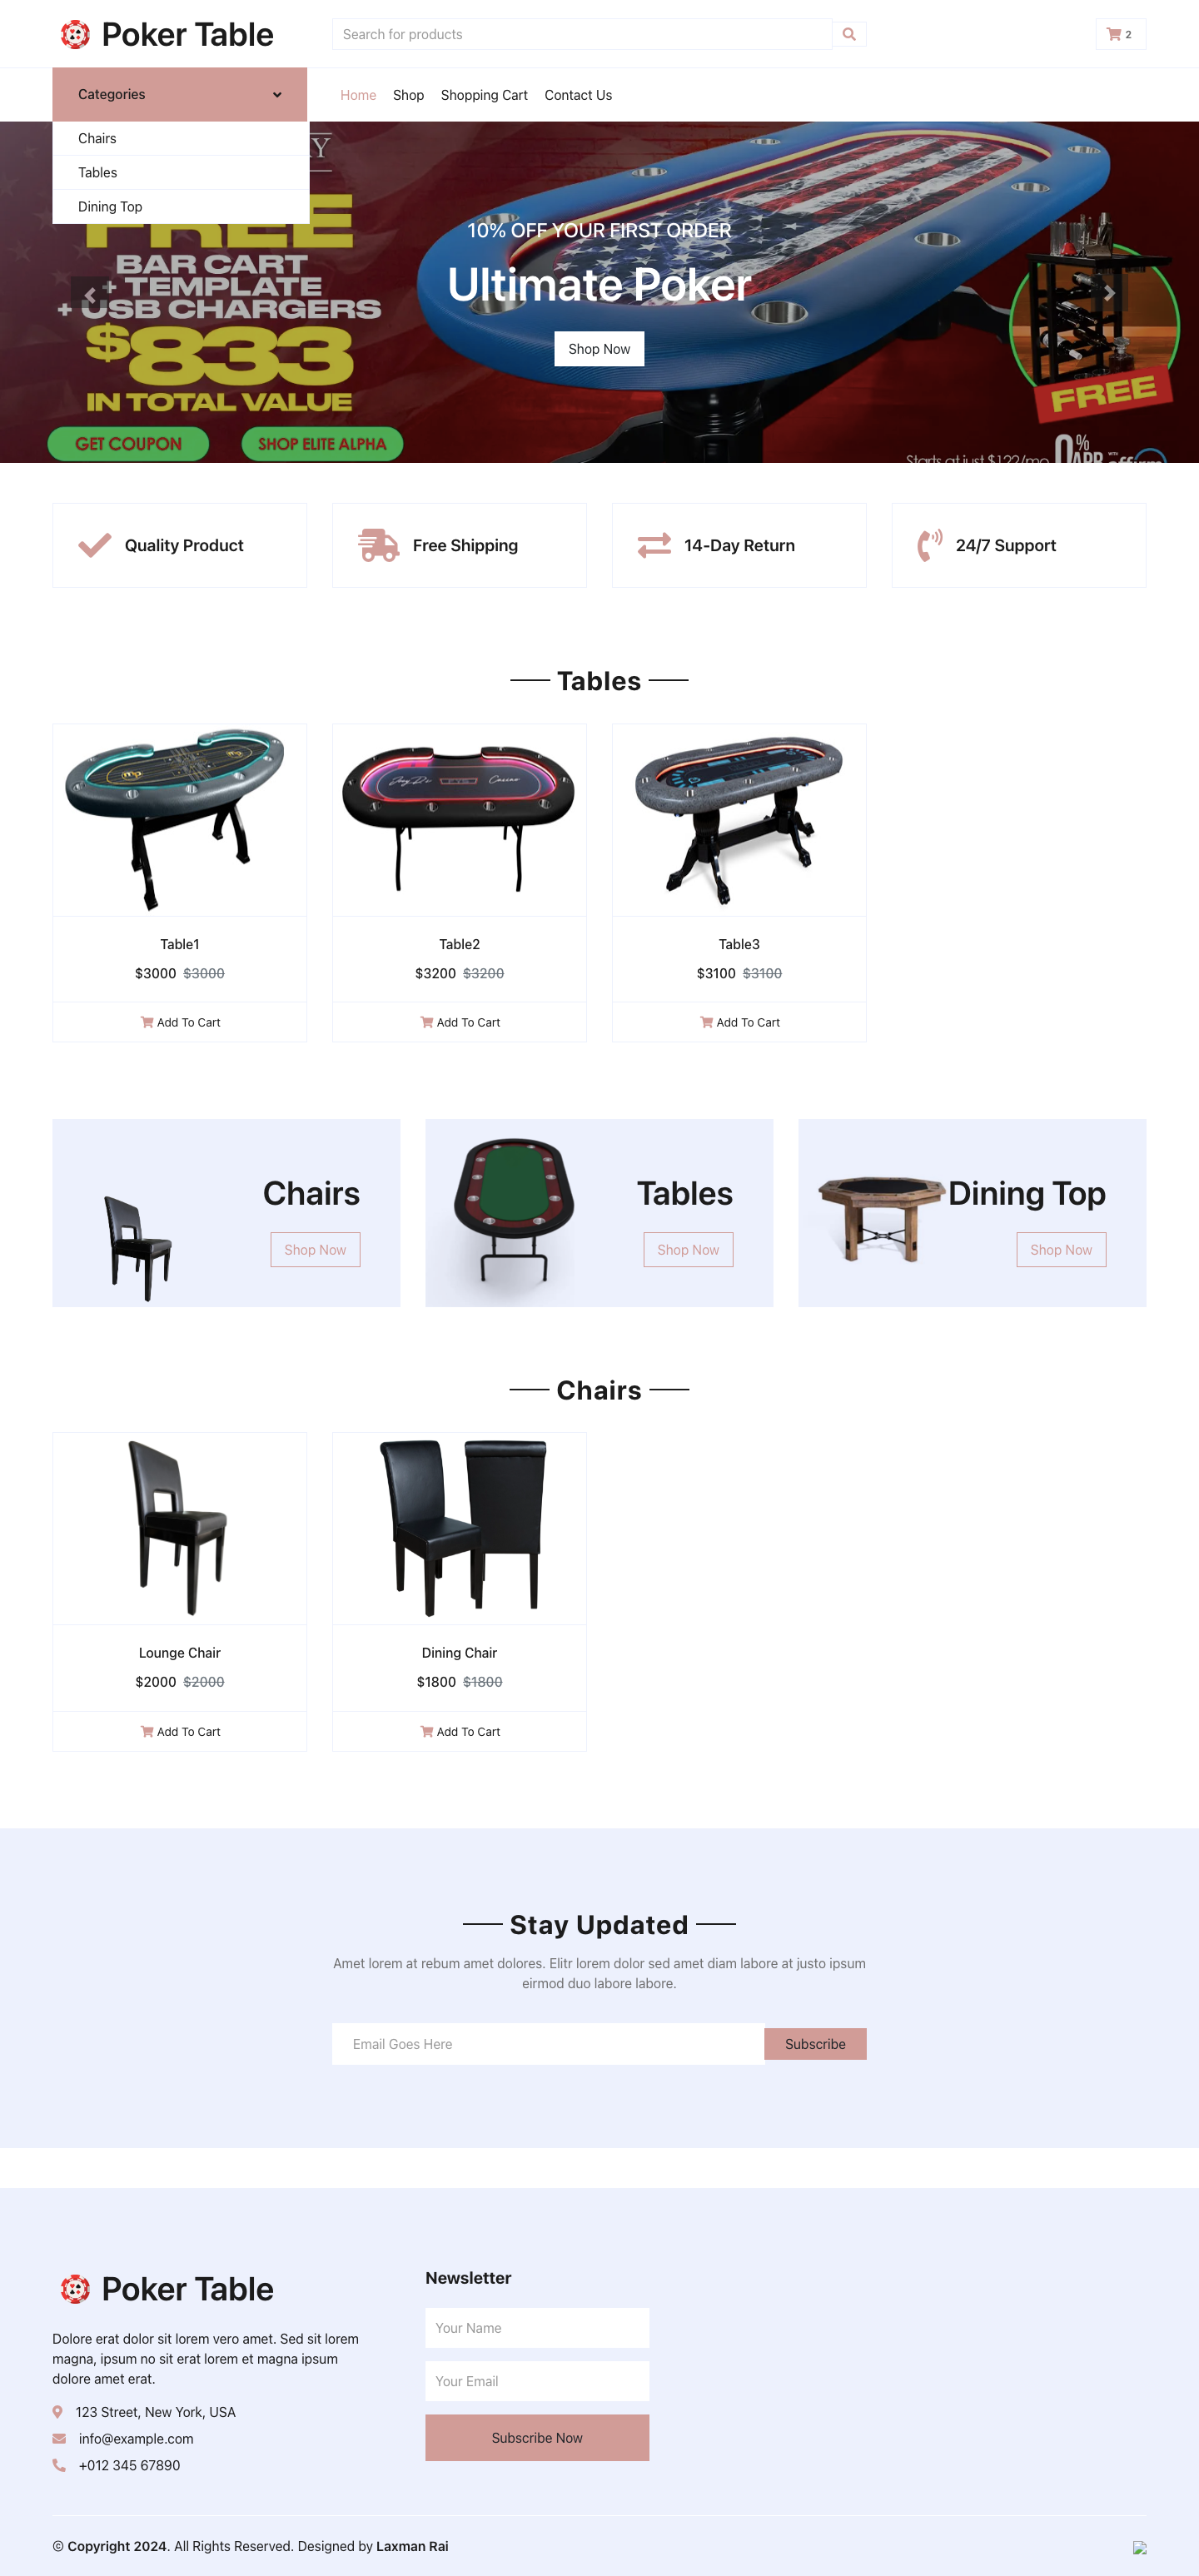 Poker Table
Search for products
2
Categories
Home Shop Shopping Cart Contact Us
Chairs
Tables
Dining Top
FREE
BAR CART
+ TEMPLATE
+ USB CHARGERS
$833
IN TOTAL VALUE
GET COUPON
SHOP ELITE ALPHA
10% OFF YOUR FIRST ORDER
Ultimate Poker
Shop Now
FREE
Starts at just $122/mo
0% APR WITH affirm
Quality Product
Free Shipping
14-Day Return
24/7 Support
Tables
Table1
$3000 $3000
Add To Cart
Table2
$3200 $3200
Add To Cart
Table3
$3100 $3100
Add To Cart
Chairs
Shop Now
Tables
Shop Now
Dining Top
Shop Now
Chairs
Lounge Chair
$2000 $2000
Add To Cart
Dining Chair
$1800 $1800
Add To Cart
Stay Updated
Amet lorem at rebum amet dolores. Elitr lorem dolor sed amet diam labore at justo ipsum
eirmod duo labore labore.
Email Goes Here
Subscribe
Poker Table
Dolore erat dolor sit lorem vero amet. Sed sit lorem
magna, ipsum no sit erat lorem et magna ipsum
dolore amet erat.
123 Street, New York, USA
info@example.com
+012 345 67890
Newsletter
Your Name
Your Email
Subscribe Now
© Copyright 2024. All Rights Reserved. Designed by Laxman Rai